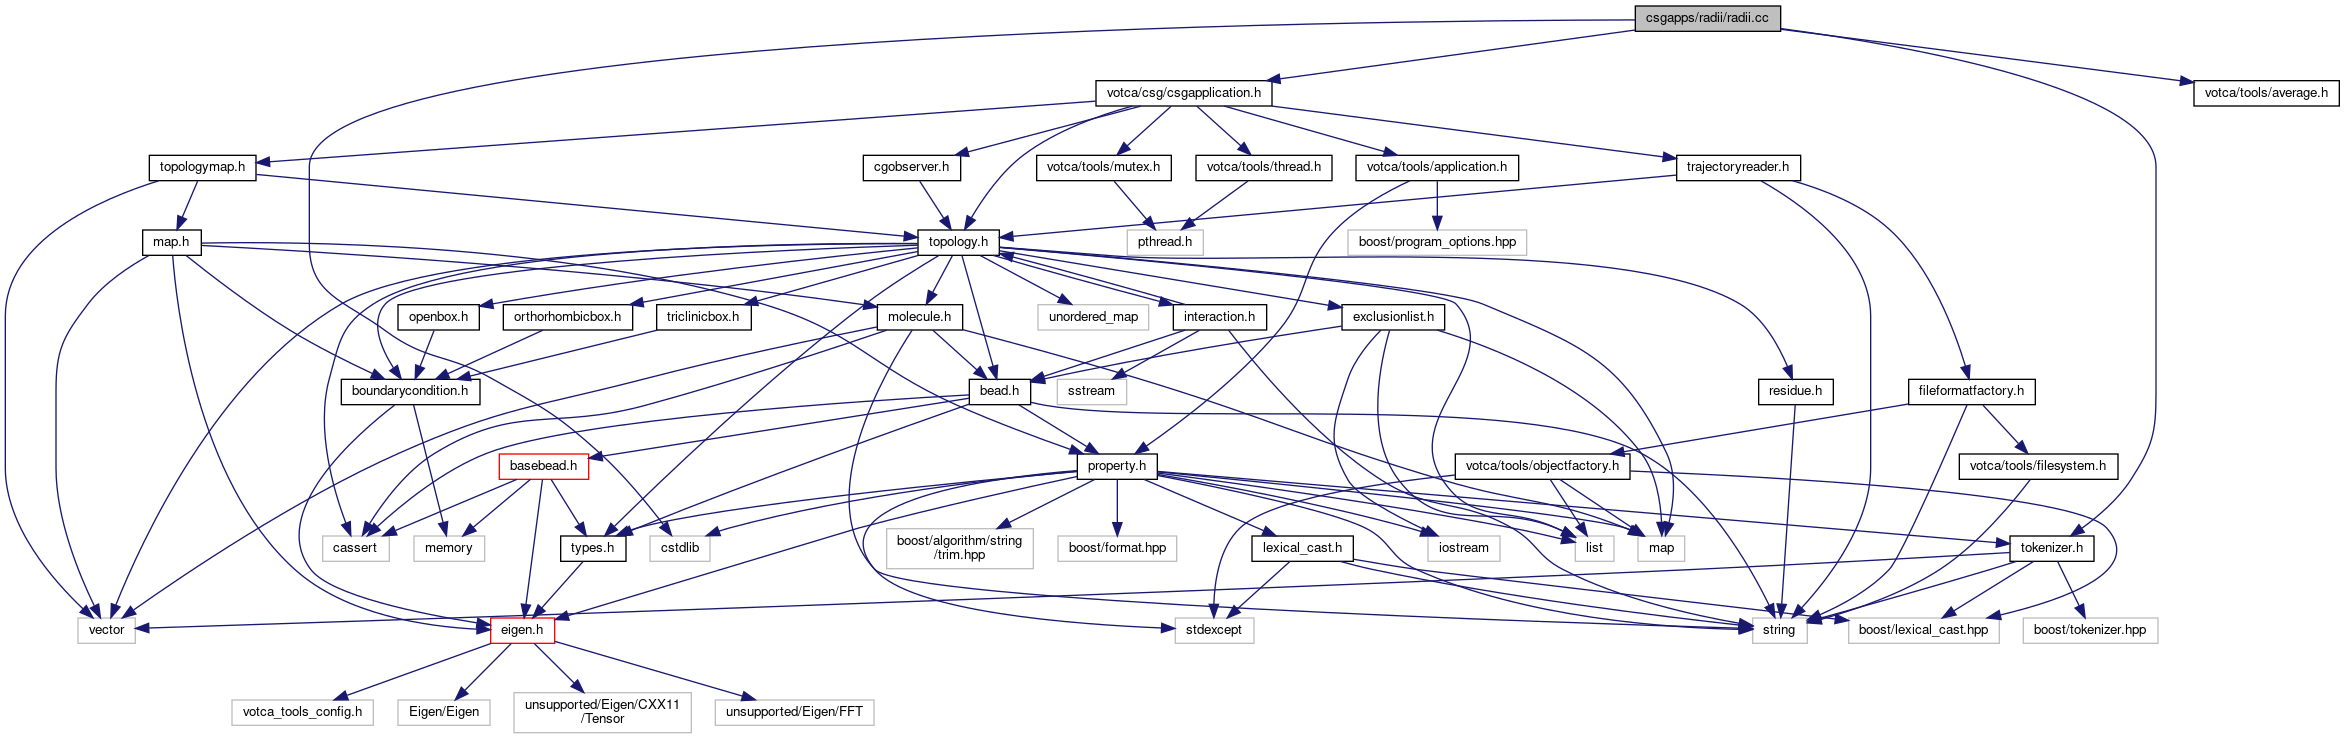 csgapps/radii/radii.cc
votca/csg/csgapplication.h
votca/tools/average.h
topologymap.h
cgobserver.h
votca/tools/mutex.h
votca/tools/thread.h
votca/tools/application.h
trajectoryreader.h
map.h
topology.h
pthread.h
boost/program_options.hpp
openbox.h
orthorhombicbox.h
triclinicbox.h
molecule.h
unordered_map
interaction.h
exclusionlist.h
boundarycondition.h
bead.h
sstream
residue.h
fileformatfactory.h
basebead.h
property.h
votca/tools/objectfactory.h
votca/tools/filesystem.h
cassert
memory
types.h
cstdlib
boost/algorithm/string
/trim.hpp
boost/format.hpp
lexical_cast.h
iostream
list
map
tokenizer.h
vector
eigen.h
stdexcept
string
boost/lexical_cast.hpp
boost/tokenizer.hpp
votca_tools_config.h
Eigen/Eigen
unsupported/Eigen/CXX11
/Tensor
unsupported/Eigen/FFT